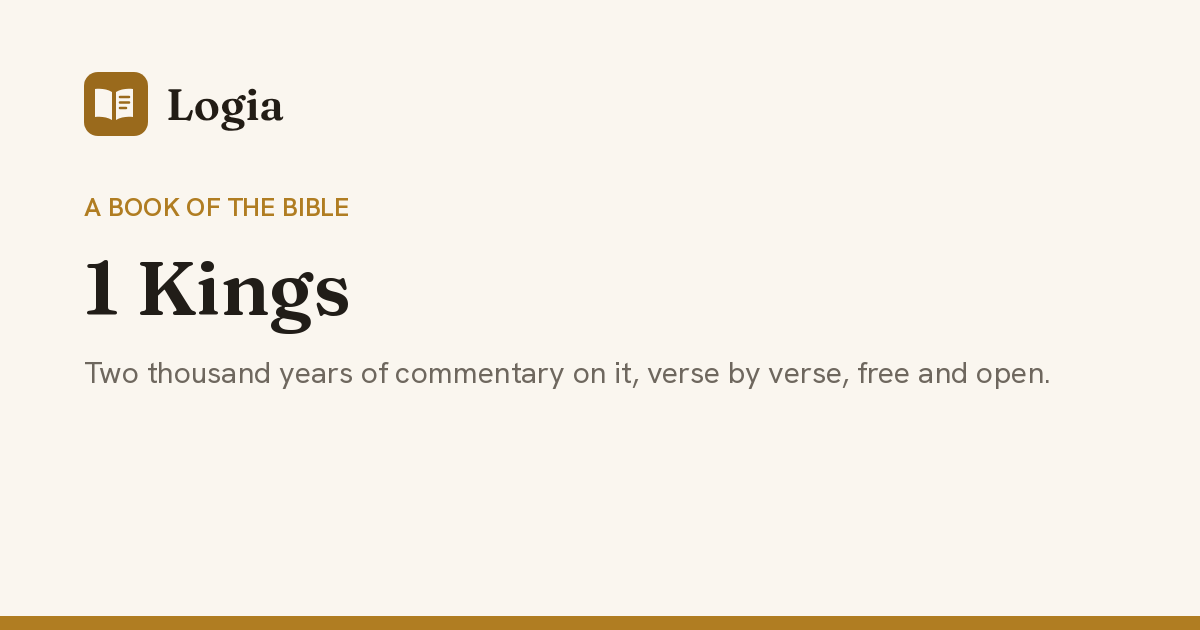 Logia
A BOOK OF THE BIBLE
1 Kings
Two thousand years of commentary on it, verse by verse, free and open.